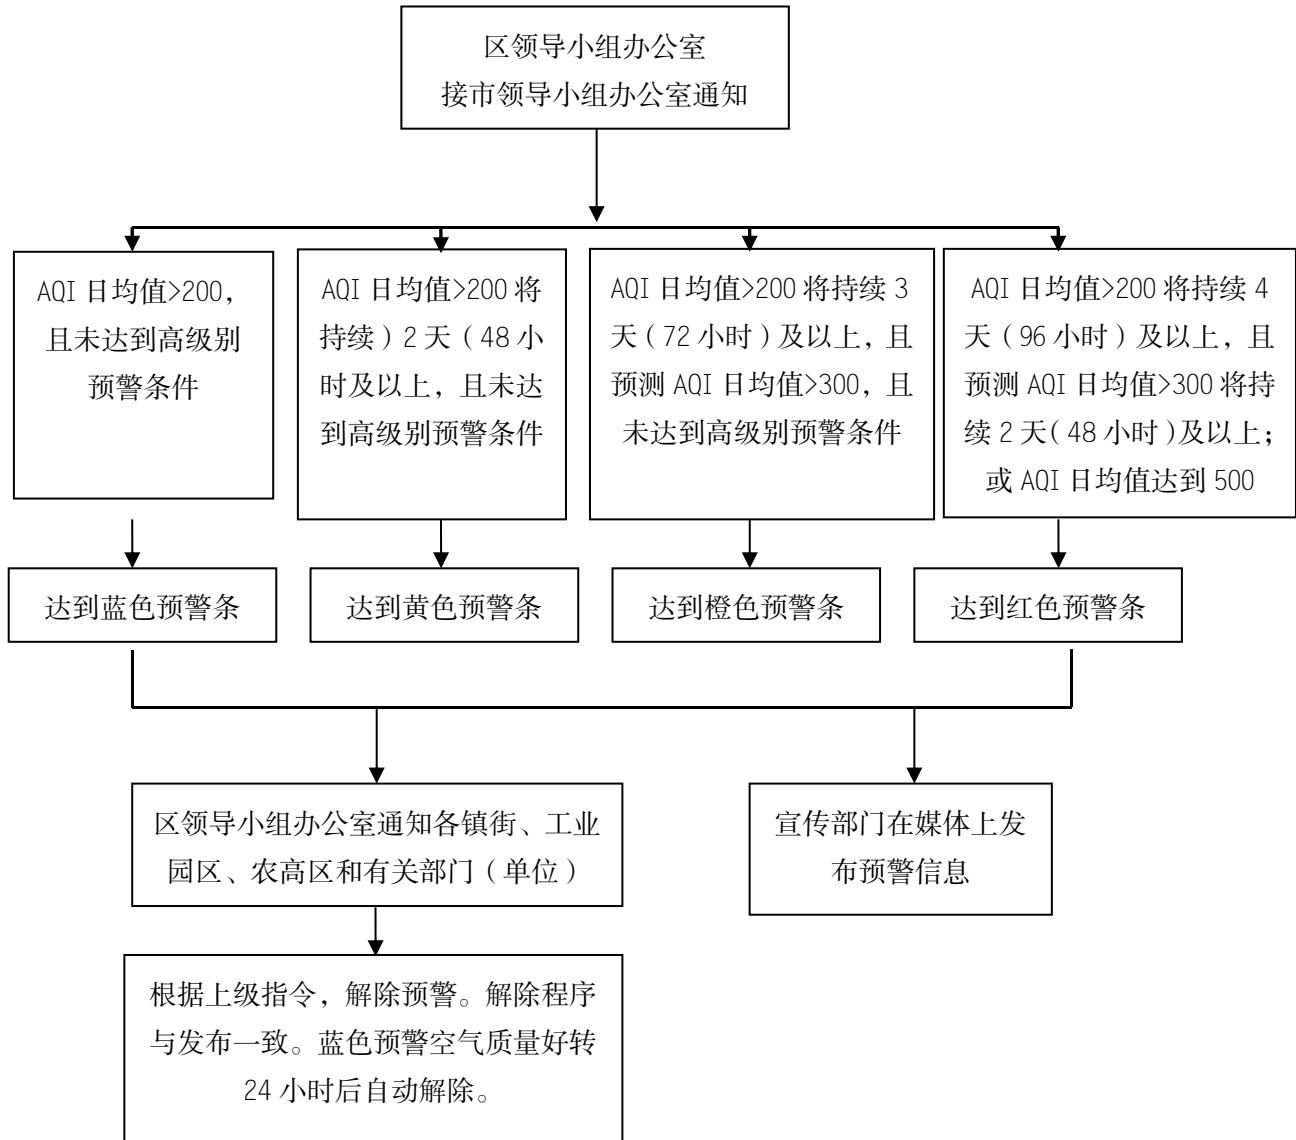 区领导小组办公室
接市领导小组办公室通知
AQI 日均值>200,
且未达到高级别
预警条件
AQI 日均值>200 将
持续）2 天（48 小
时及以上，且未达
到高级别预警条件
AQI 日均值>200 将持续 3
天（72 小时）及以上，且
预测 AQI 日均值>300，且
未达到高级别预警条件
AQI 日均值>200 将持续 4
天（96 小时）及以上，且
预测 AQI 日均值>300 将持
续 2 天（48 小时）及以上；
或 AQI 日均值达到 500
达到蓝色预警条
达到黄色预警条
达到橙色预警条
达到红色预警条
区领导小组办公室通知各镇街、工业
园区、农高区和有关部门（单位）
宣传部门在媒体上发
布预警信息
根据上级指令，解除预警。解除程序
与发布一致。蓝色预警空气质量好转
24 小时后自动解除。